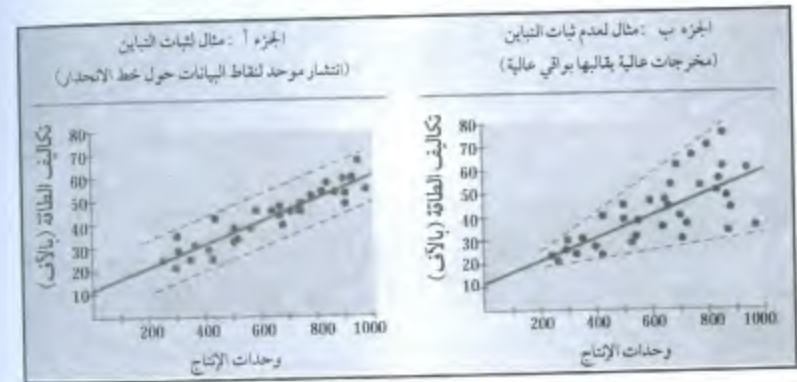 الجزء أ : مثال لثبات التباين
(انتشار موحد لنقاط البيانات حول خط الانحدار)
تكاليف الطاقة (بالآف)
80
70
60
50
40
30
20
10
200 400 600 800 1000
وحدات الإنتاج
الجزء ب : مثال لعدم ثبات التباين
(مخرجات عالية يقابلها بواقي عالية)
تكاليف الطاقة (بالآف)
80
70
60
50
40
30
20
10
200 400 600 800 1000
وحدات الإنتاج